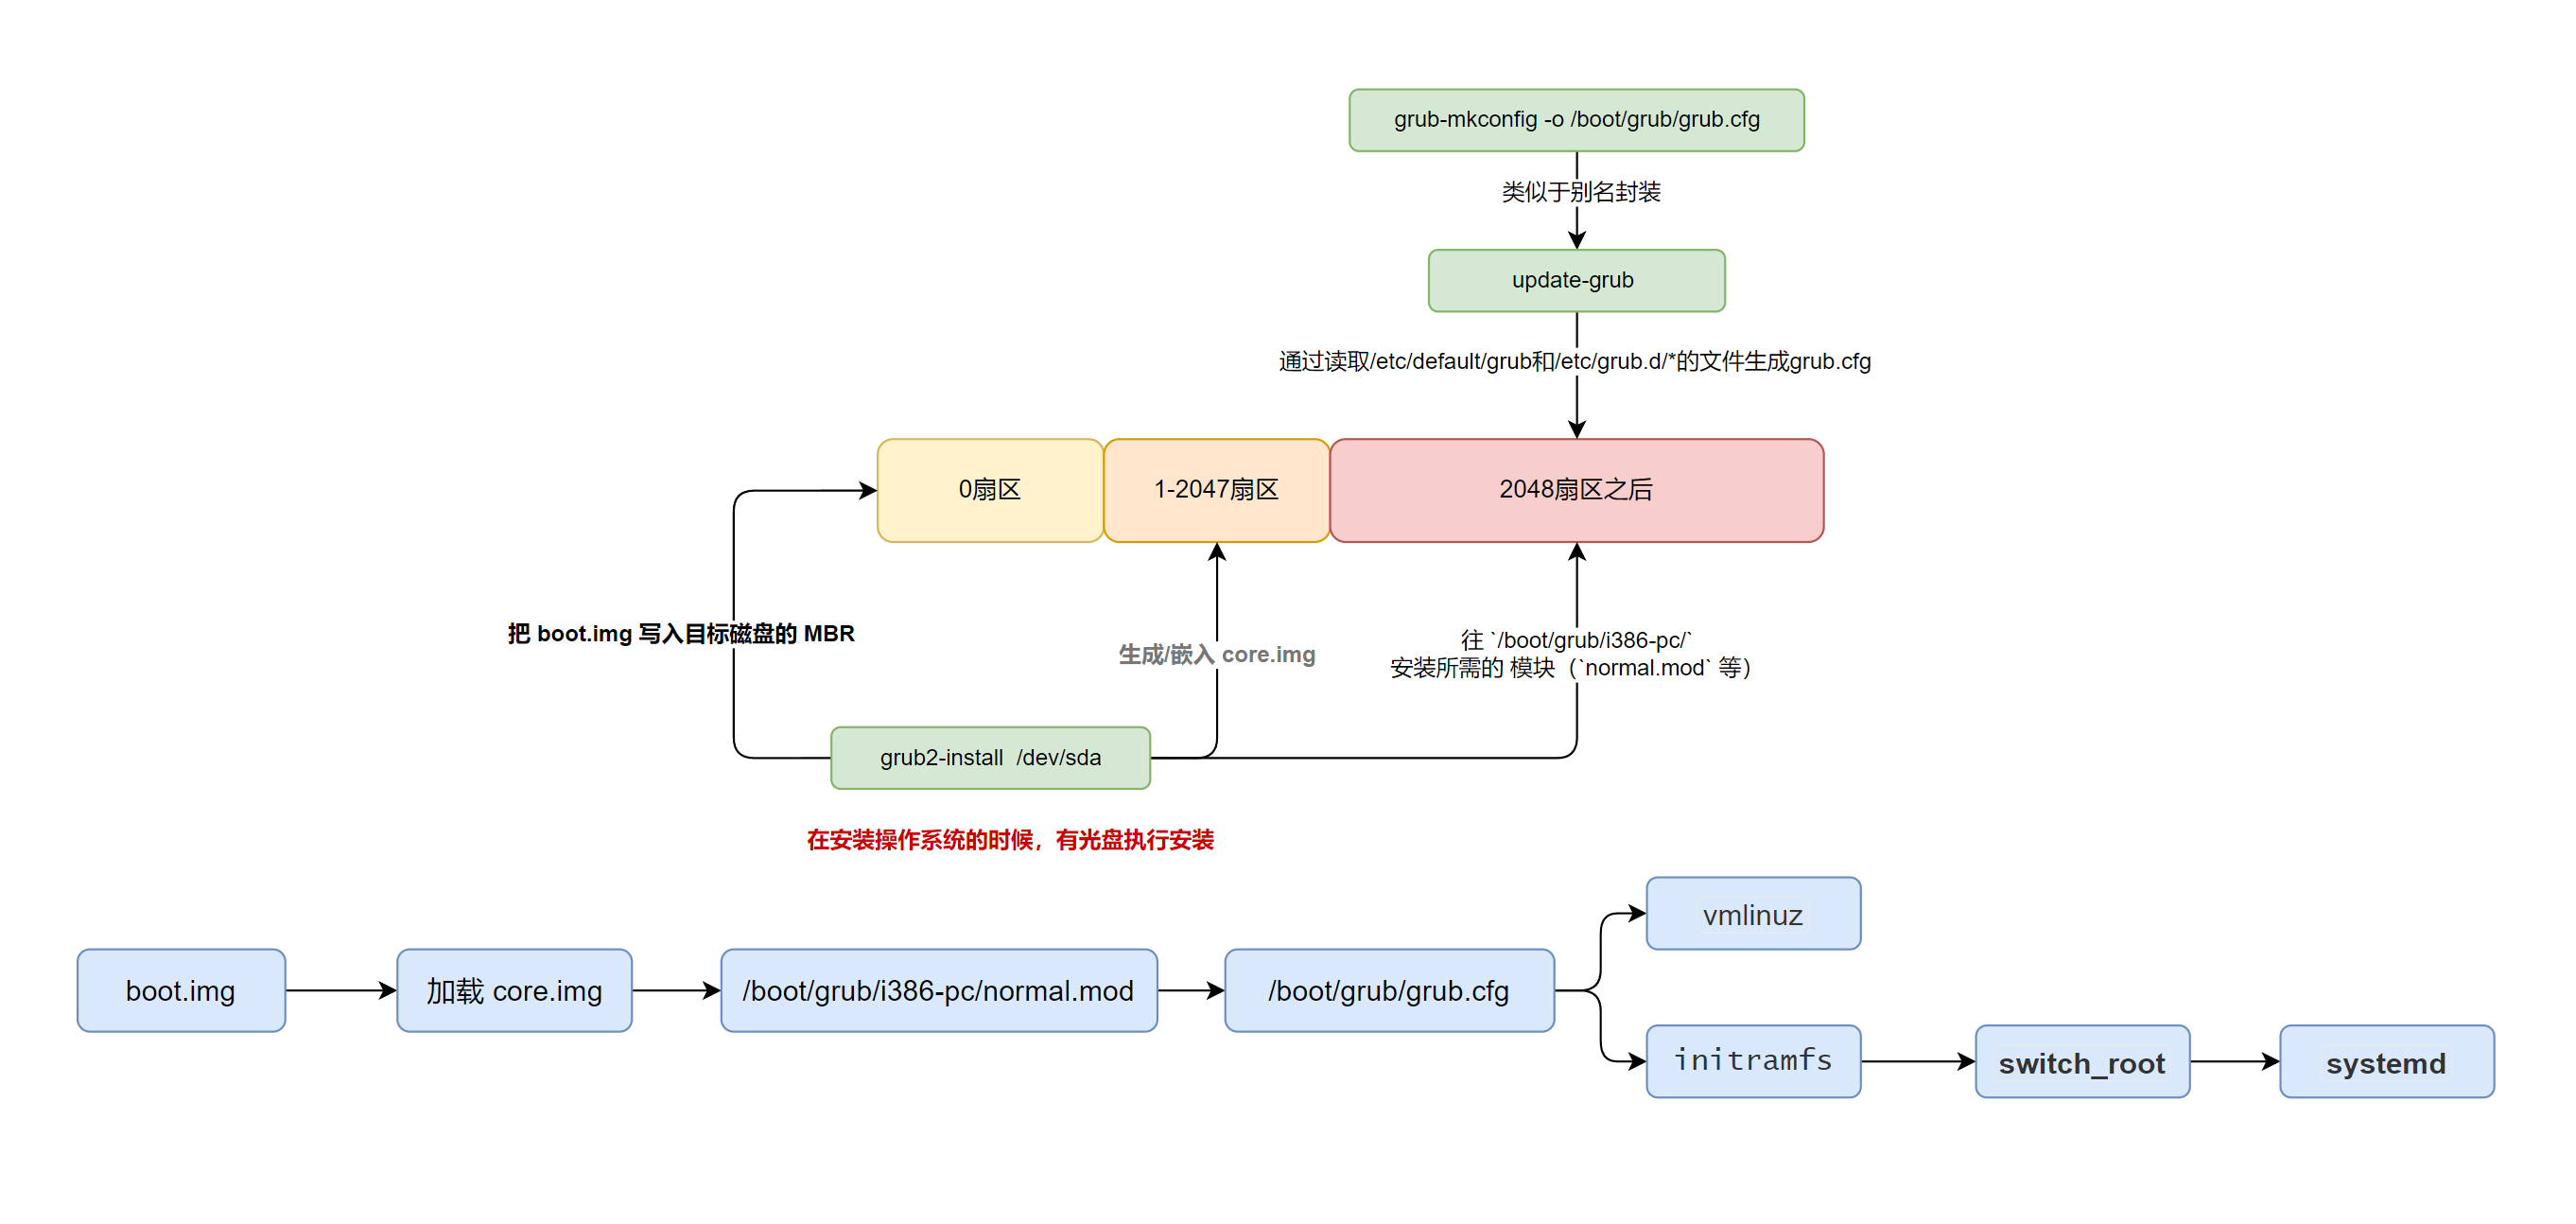 grub-mkconfig -o /boot/grub/grub.cfg
类似于别名封装
update-grub
通过读取/etc/default/grub和/etc/grub.d/*的文件生成grub.cfg
0扇区
1-2047扇区
2048扇区之后
把 boot.img 写入目标磁盘的 MBR
生成/嵌入 core.img
往 `/boot/grub/i386-pc/`
安装所需的 模块（`normal.mod` 等）
grub2-install  /dev/sda
在安装操作系统的时候，有光盘执行安装
boot.img
加载 core.img
/boot/grub/i386-pc/normal.mod
/boot/grub/grub.cfg
vmlinuz
initramfs
switch_root
systemd